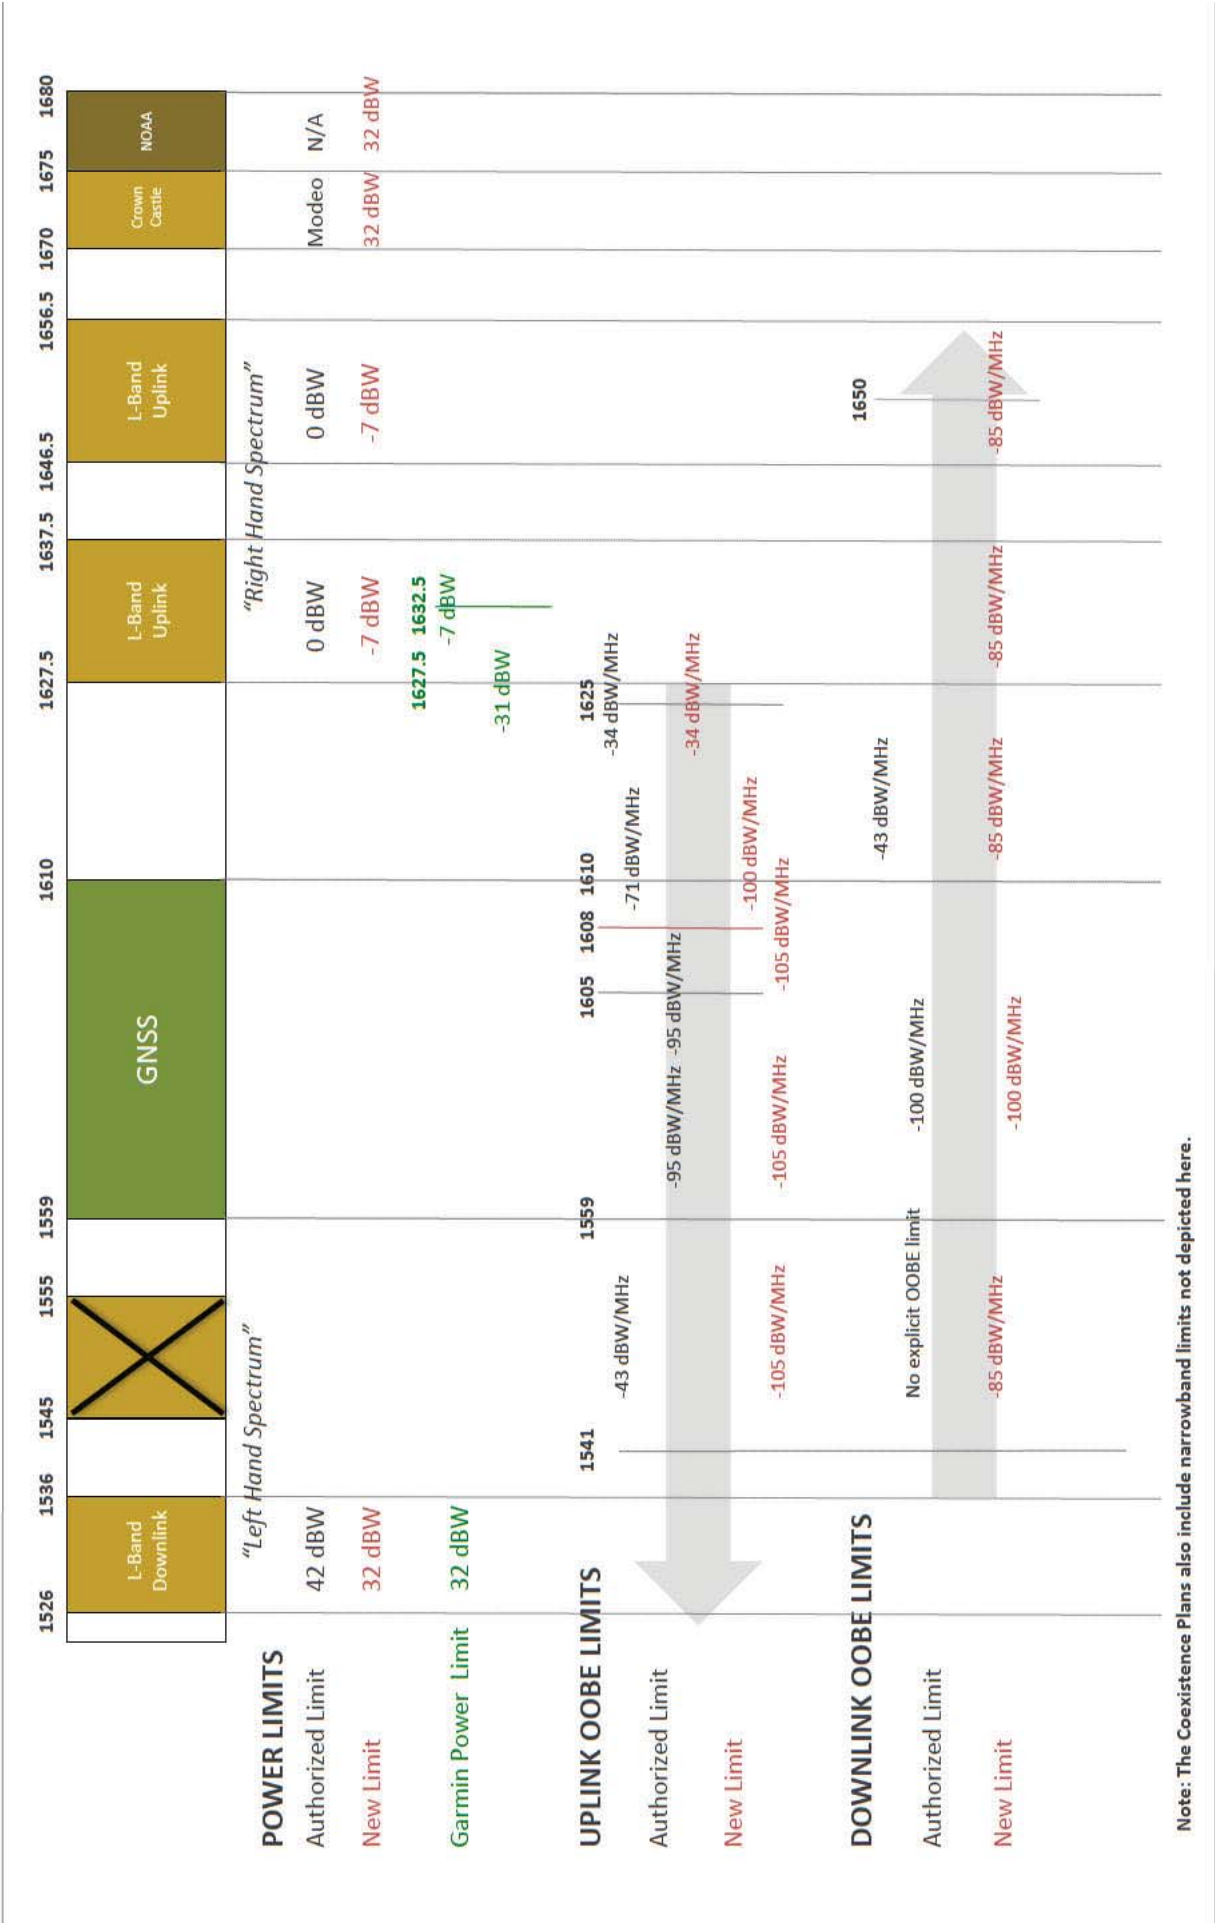 1526 1536 1545 1555 1559 1610 1627.5 1637.5 1646.5 1656.5 1670 1675 1680
L-Band
Downlink
GNSS
L-Band
Uplink
L-Band
Uplink
Crown
Castle
NOAA
"Left Hand Spectrum" "Right Hand Spectrum"
POWER LIMITS
Authorized Limit 42 dBW 0 dBW 0 dBW Modeo N/A
New Limit 32 dBW -7 dBW -7 dBW 32 dBW 32 dBW
1627.5 1632.5
Garmin Power Limit 32 dBW -7 dBW
-31 dBW
UPLINK OOBE LIMITS 1541 1559 1605 1608 1610 1625
-34 dBW/MHz
-43 dBW/MHz -71 dBW/MHz
Authorized Limit -95 dBW/MHz -95 dBW/MHz
-34 dBW/MHz
New Limit -100 dBW/MHz
-105 dBW/MHz -105 dBW/MHz -105 dBW/MHz
DOWNLINK OOBE LIMITS 1650
-43 dBW/MHz
Authorized Limit No explicit OOBE limit -100 dBW/MHz
New Limit -85 dBW/MHz -85 dBW/MHz -85 dBW/MHz -85 dBW/MHz
-100 dBW/MHz
Note: The Coexistence Plans also include narrowband limits not depicted here.